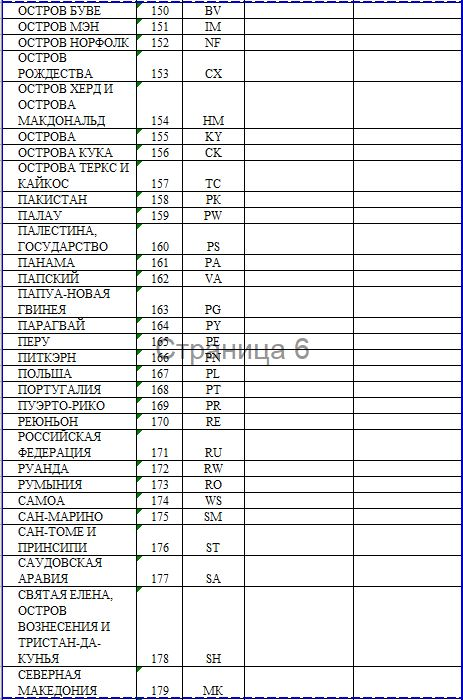 ОСТРОВ БУВЕ 150 BV
ОСТРОВ МЭН 151 IM
ОСТРОВ НОРФОЛК 152 NF
ОСТРОВ
РОЖДЕСТВА 153 CX
ОСТРОВ ХЕРД И
ОСТРОВА
МАКДОНАЛЬД 154 HM
ОСТРОВА 155 KY
ОСТРОВА КУКА 156 CK
ОСТРОВА ТЕРКС И
КАЙКОС 157 TC
ПАКИСТАН 158 PK
ПАЛАУ 159 PW
ПАЛЕСТИНА,
ГОСУДАРСТВО 160 PS
ПАНАМА 161 PA
ПАПСКИЙ 162 VA
ПАПУА-НОВАЯ
ГВИНЕЯ 163 PG
ПАРАГВАЙ 164 PY
ПЕРУ 165 PE
Страница 6
ПИТКЭРН 166 PN
ПОЛЬША 167 PL
ПОРТУГАЛИЯ 168 PT
ПУЭРТО-РИКО 169 PR
РЕЮНЬОН 170 RE
РОССИЙСКАЯ
ФЕДЕРАЦИЯ 171 RU
РУАНДА 172 RW
РУМЫНИЯ 173 RO
САМОА 174 WS
САН-МАРИНО 175 SM
САН-ТОМЕ И
ПРИНСИПИ 176 ST
САУДОВСКАЯ
АРАВИЯ 177 SA
СВЯТАЯ ЕЛЕНА,
ОСТРОВ
ВОЗНЕСЕНИЯ И
ТРИСТАН-ДА-
КУНЬЯ 178 SH
СЕВЕРНАЯ
МАКЕДОНИЯ 179 MK